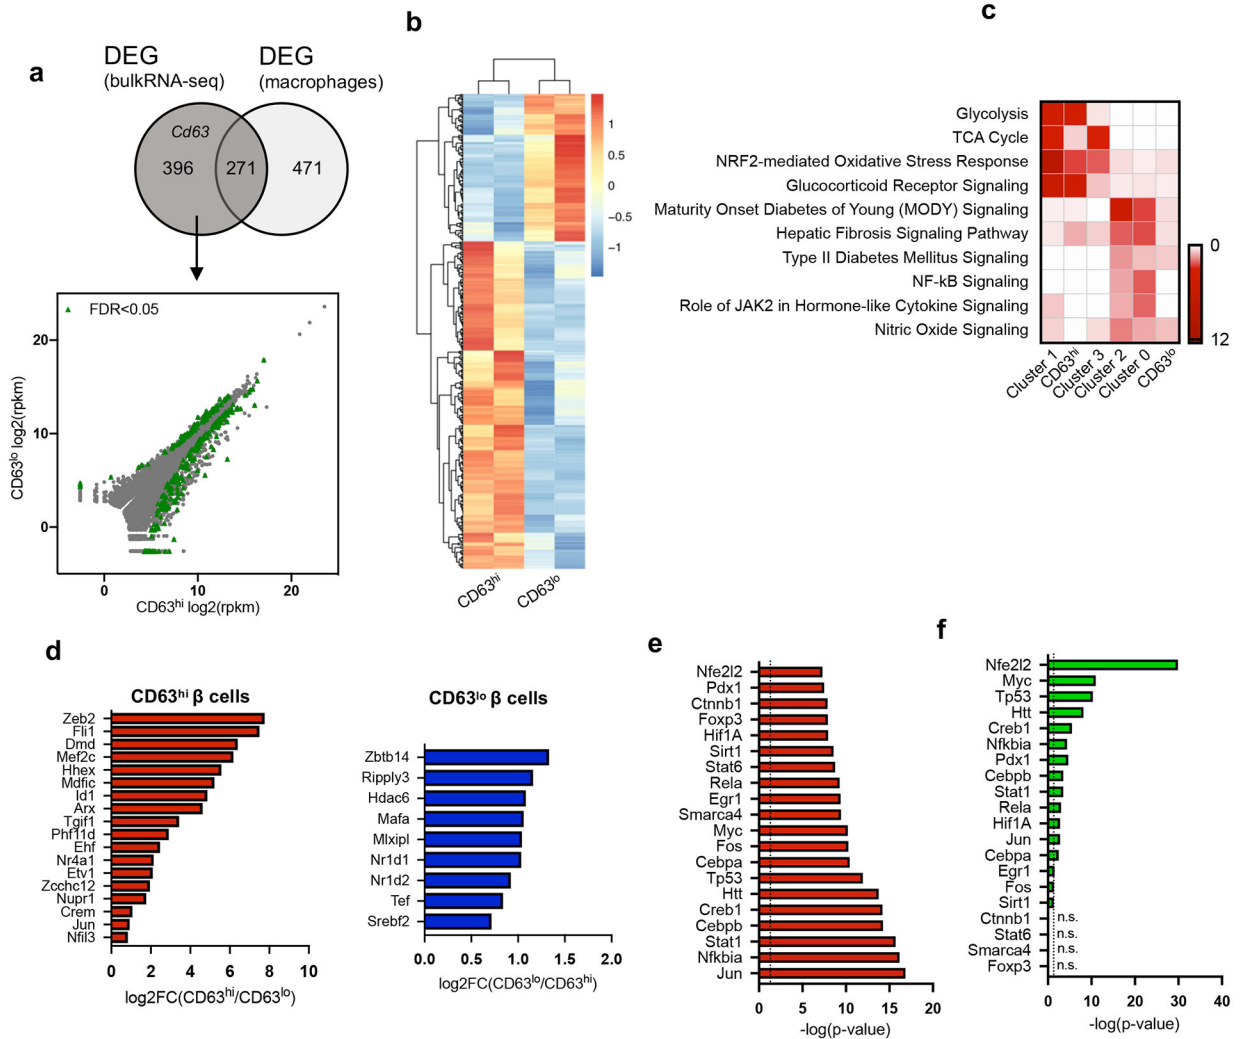 a
DEG
(bulkRNA-seq)
DEG
(macrophages)
Cd63
396
271
471
FDR<0.05
20
10
0
CD63lo log2(rpkm)
0
10
20
CD63hi log2(rpkm)
b
1
0.5
0
−0.5
−1
CD63hi
CD63lo
c
Glycolysis
TCA Cycle
NRF2-mediated Oxidative Stress Response
Glucocorticoid Receptor Signaling
Maturity Onset Diabetes of Young (MODY) Signaling
Hepatic Fibrosis Signaling Pathway
Type II Diabetes Mellitus Signaling
NF-kB Signaling
Role of JAK2 in Hormone-like Cytokine Signaling
Nitric Oxide Signaling
Cluster 1
CD63hi
Cluster 3
Cluster 2
Cluster 0
CD63lo
0
12
d
CD63hi β cells
Zeb2
Fli1
Dmd
Mef2c
Hhex
Mdfic
Id1
Arx
Tgif1
Phf11d
Ehf
Nr4a1
Etv1
Zcchc12
Nupr1
Crem
Jun
Nfil3
0 2 4 6 8 10
log2FC(CD63hi/CD63lo)
CD63lo β cells
Zbtb14
Ripply3
Hdac6
Mafa
Mlxipl
Nr1d1
Nr1d2
Tef
Srebf2
0.0 0.5 1.0 1.5 2.0
log2FC(CD63lo/CD63hi)
e
Nfe2l2
Pdx1
Ctnnb1
Foxp3
Hif1A
Sirt1
Stat6
Rela
Egr1
Smarca4
Myc
Fos
Cebpa
Tp53
Htt
Creb1
Cebpb
Stat1
Nfkbia
Jun
0 5 10 15 20
-log(p-value)
f
Nfe2l2
Myc
Tp53
Htt
Creb1
Nfkbia
Pdx1
Cebpb
Stat1
Rela
Hif1A
Jun
Cebpa
Egr1
Fos
Sirt1
Ctnnb1 n.s.
Stat6 n.s.
Smarca4 n.s.
Foxp3 n.s.
0 10 20 30 40
-log(p-value)